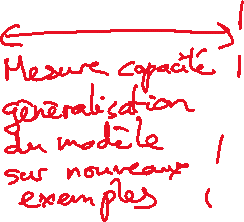 Mesure capacité
généralisation
du modèle
sur nouveaux
exemples